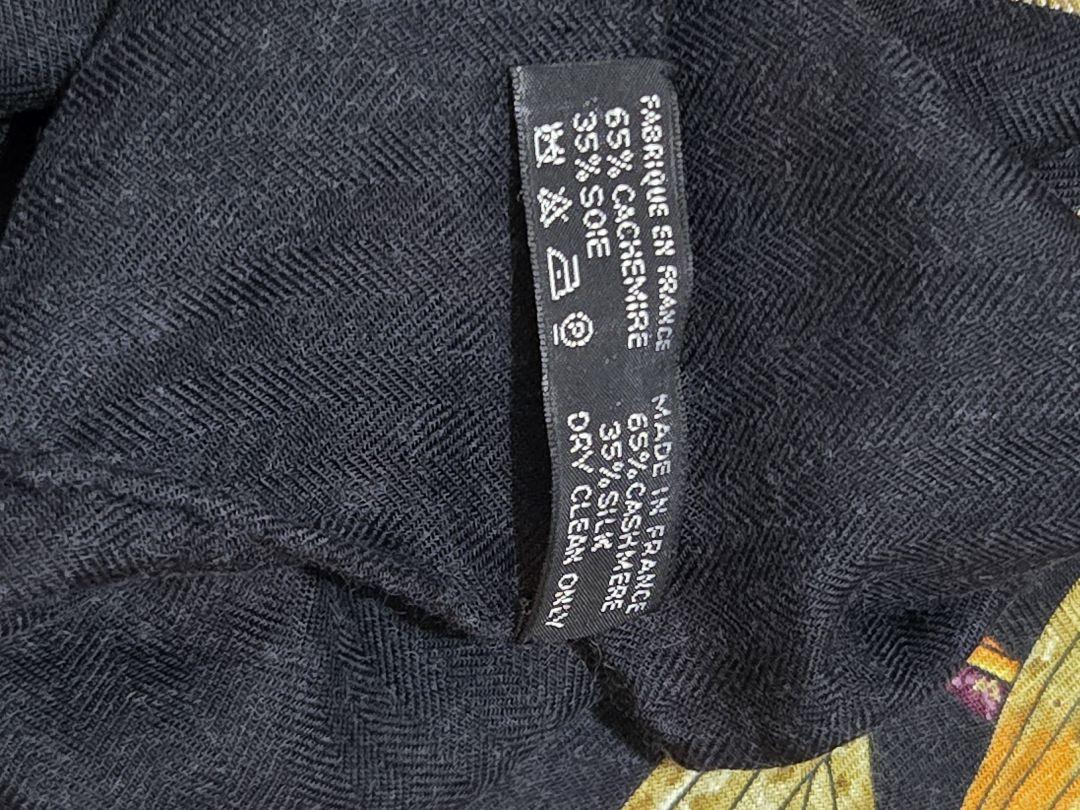 FABRIQUE EN FRANCE
65% CACHEMIRE
35% SOIE
P
MADE IN FRANCE
65% CASHMERE
35% SILK
DRY CLEAN ONLY